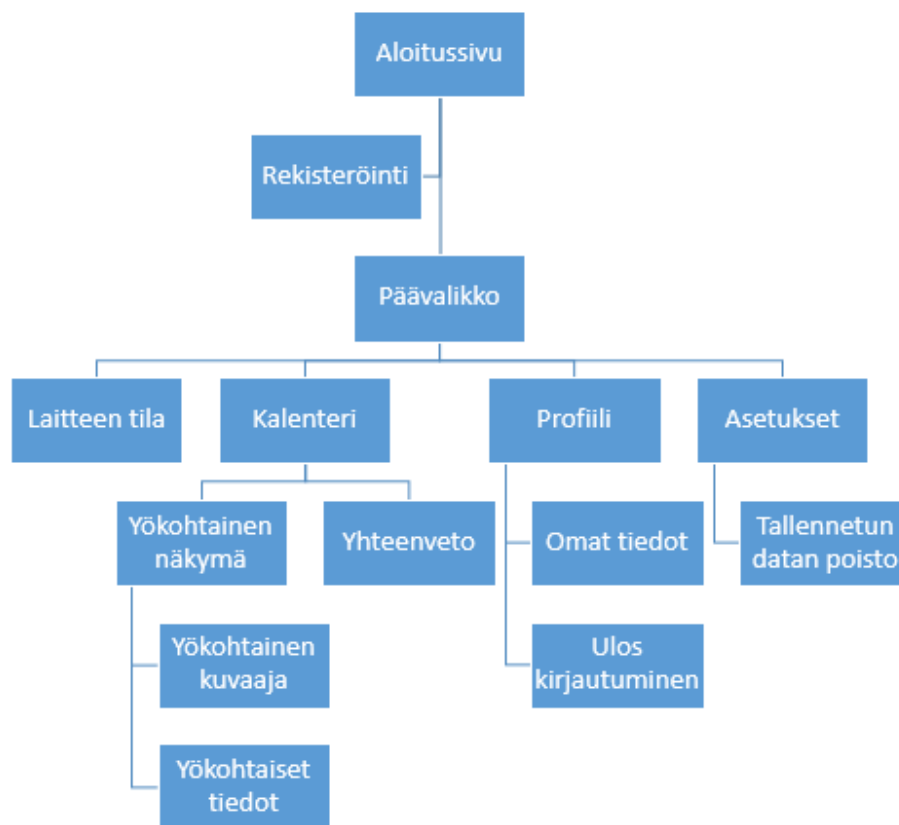 Aloitussivu
Rekisteröinti
Päävalikko
Laitteen tila
Kalenteri
Profiili
Asetukset
Yökohtainen
näkymä
Yhteenveto
Omat tiedot
Tallennetun
datan poisto
Yökohtainen
kuvaaja
Ulos
kirjautuminen
Yökohtaiset
tiedot